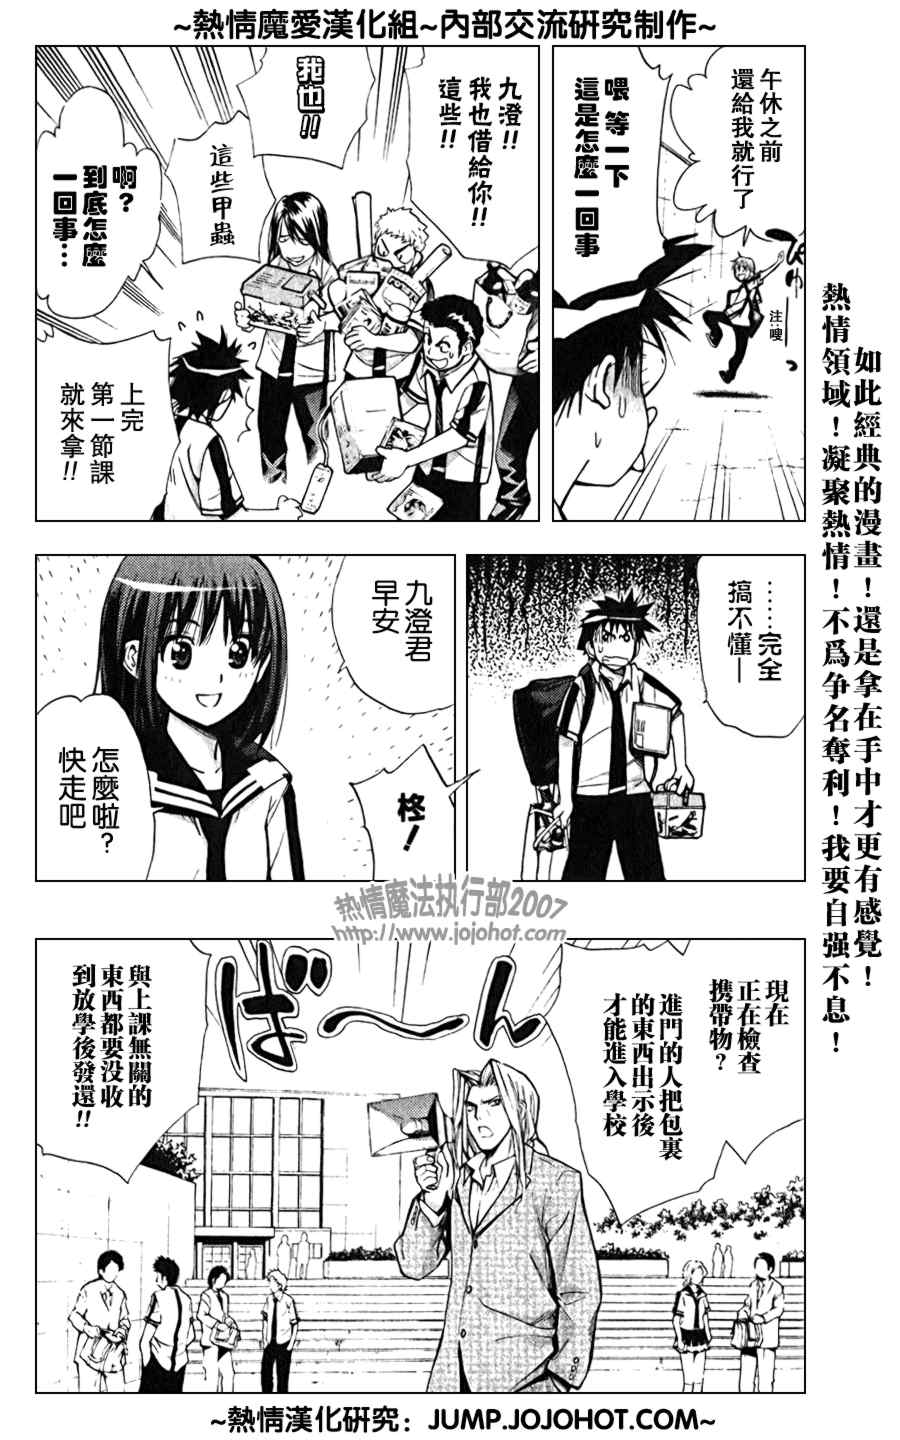 ~熱情魔愛漢化組~內部交流研究制作~
午休之前
還給我就行了
喂 等一下
這是怎麼一回事
注:嗖
九澄!!
我也借給你!!
這些!!
我也!!
這些甲蟲
啊?
到底怎麼
一回事…
上完
第一節課
就來拿!!
……完全
搞不懂—
九澄君
早安
柊!
怎麼啦?
快走吧
熱情魔法执行部2007
http://www.jojohot.com
現在
正在檢查
携帶物?
進門的人把包裏
的東西出示後
才能進入學校
ば〜ん
與上課無關的
東西都要没收
到放學後發還!!
如此經典的漫畫!還是拿在手中才更有感覺!
熱情領域!凝聚熱情!不爲争名奪利!我要自强不息!
~熱情漢化研究: JUMP.JOJOHOT.COM~